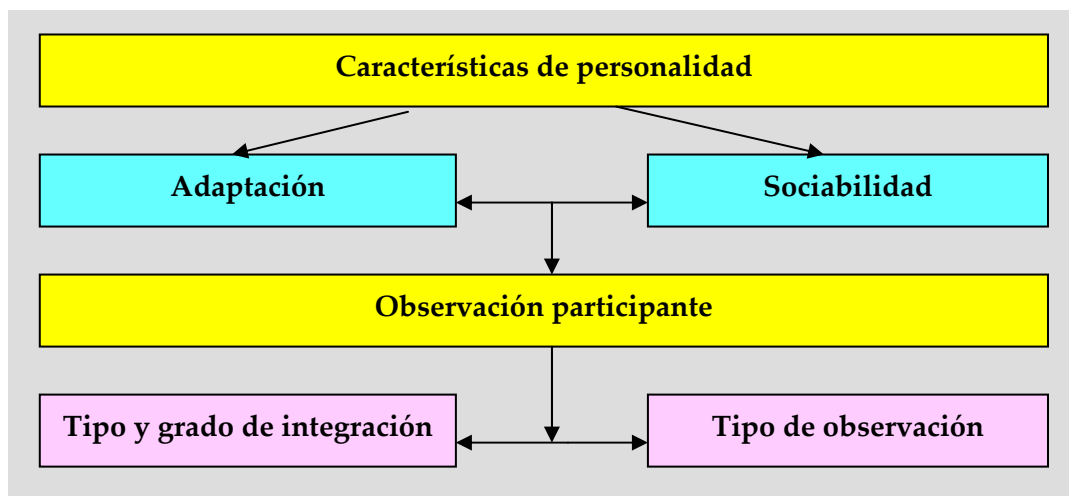 Características de personalidad
Adaptación
Sociabilidad
Observación participante
Tipo y grado de integración
Tipo de observación